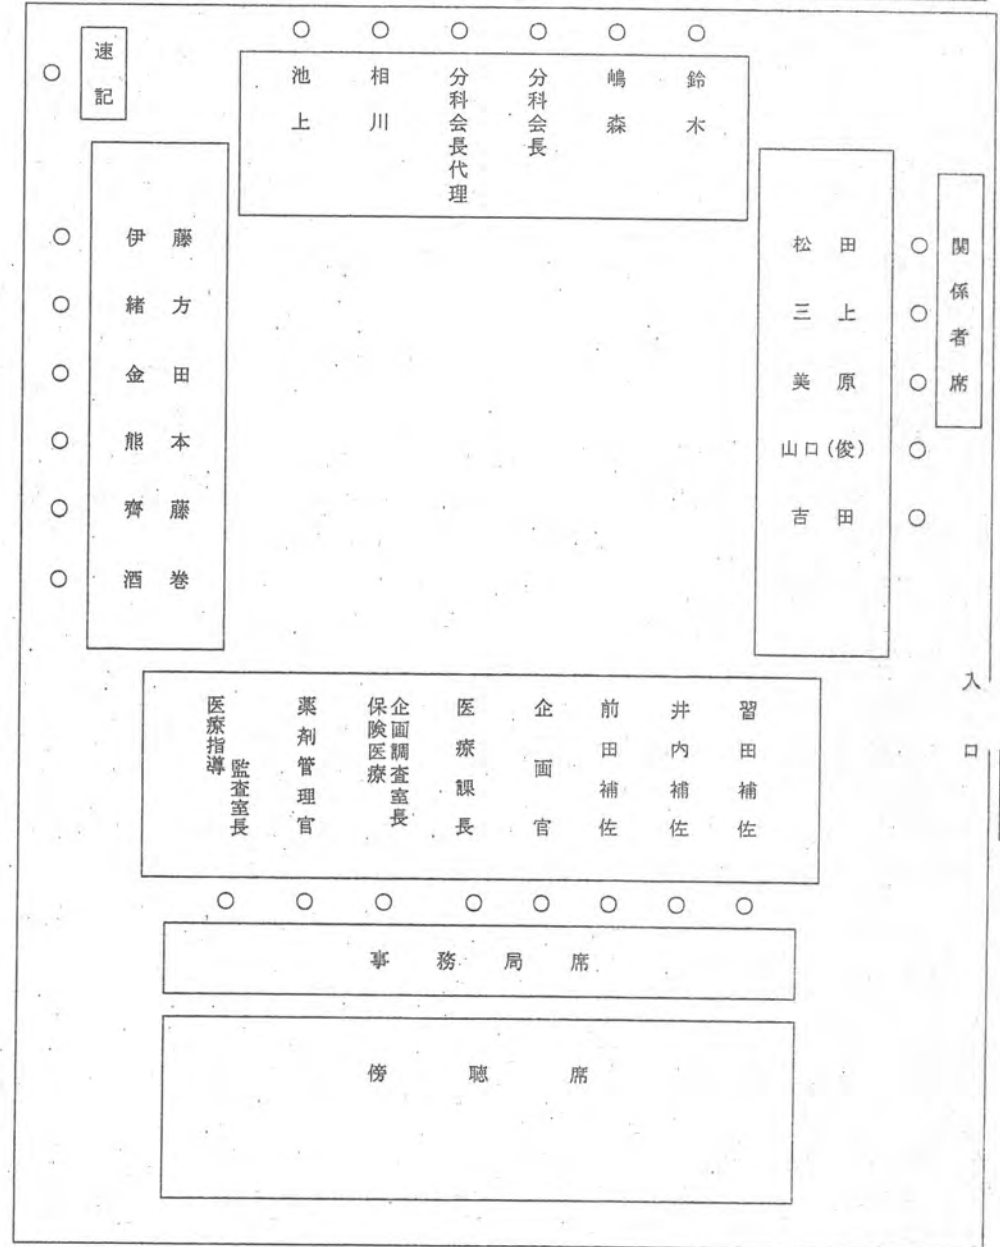 速記
池上
相川
分科会長代理
分科会長
嶋森
鈴木
伊藤
緒方
金田
熊本
齊藤
酒巻
松田
三上
美原
山口(俊)
吉田
関係者席
入口
医療指導
監査室長
薬剤管理官
保険医療
企画調査室長
医療課長
企画官
前田補佐
井内補佐
習田補佐
事務局席
傍聴席